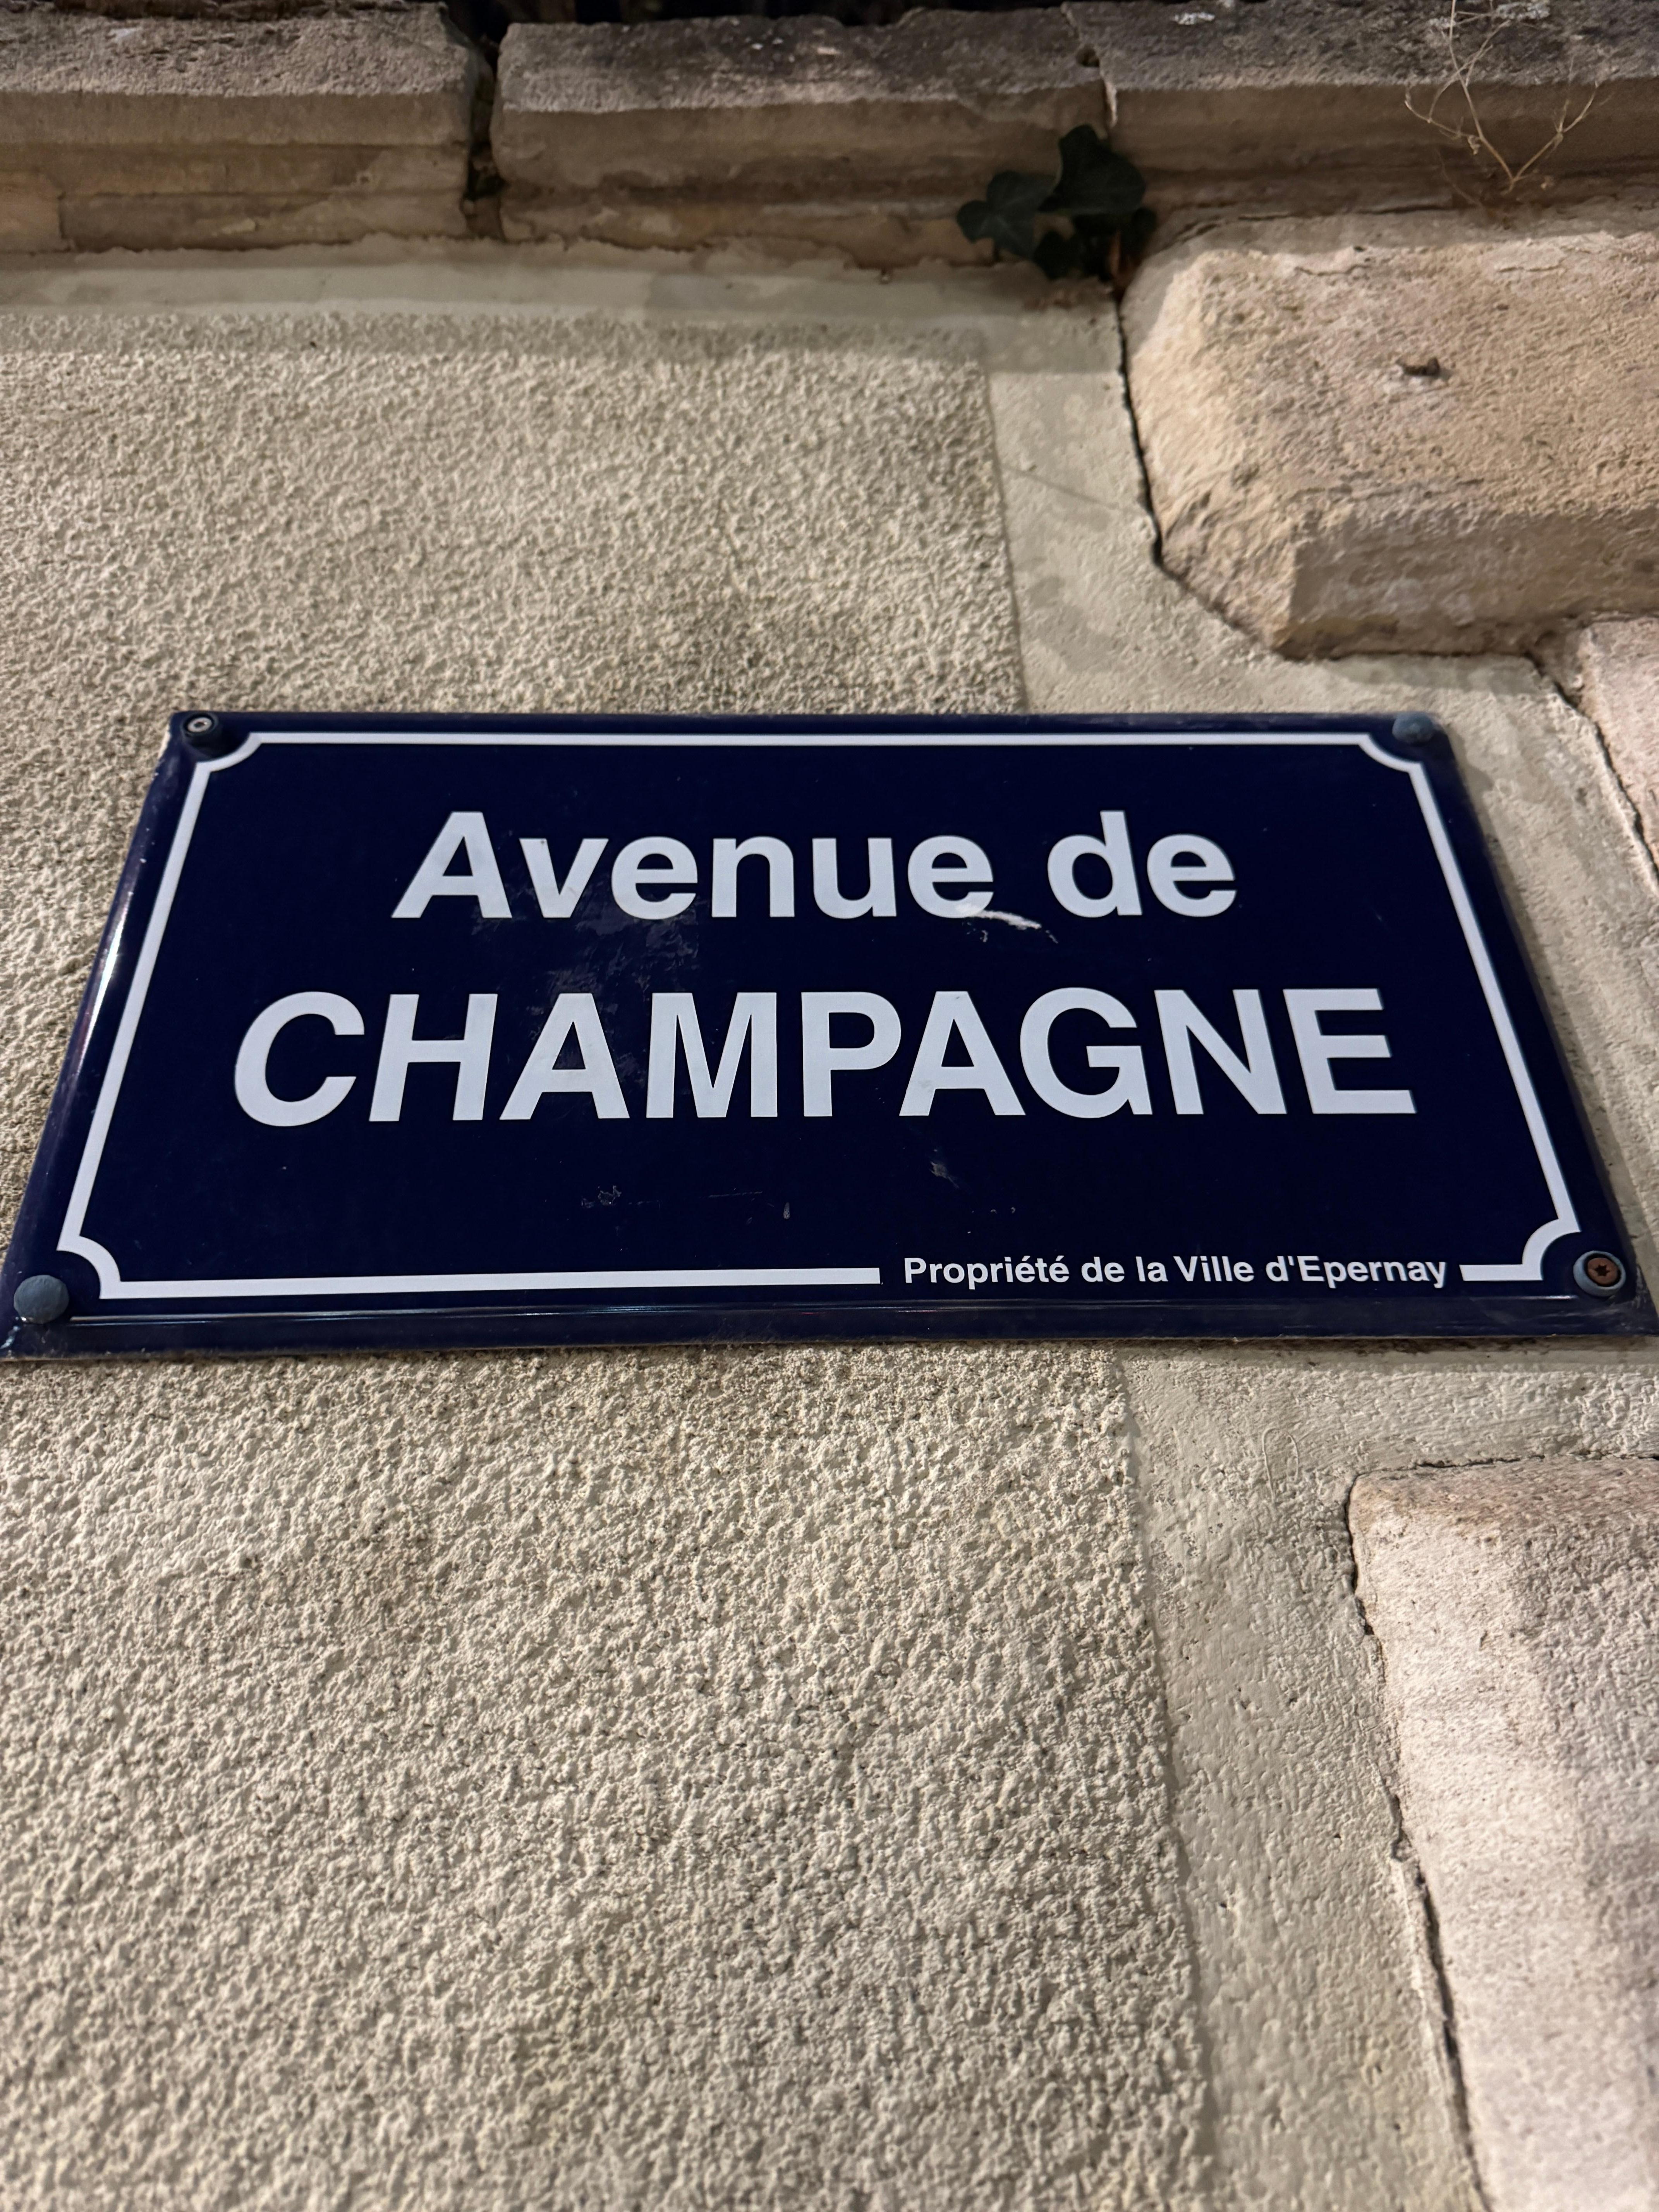 Avenue de
CHAMPAGNE
Propriété de la Ville d'Epernay